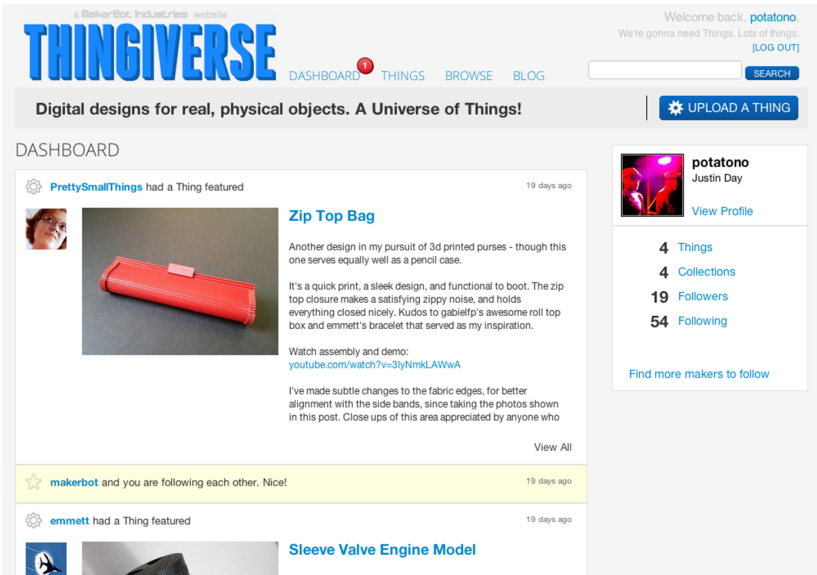 a MakerBot Industries website
THINGIVERSE
DASHBOARD 1 THINGS BROWSE BLOG
Welcome back, potatono.
We're gonna need Things. Lots of things.
[LOG OUT]
SEARCH
Digital designs for real, physical objects. A Universe of Things!
UPLOAD A THING
DASHBOARD
PrettySmallThings had a Thing featured
19 days ago
Zip Top Bag
Another design in my pursuit of 3d printed purses - though this
one serves equally well as a pencil case.
It's a quick print, a sleek design, and functional to boot. The zip
top closure makes a satisfying zippy noise, and holds
everything closed nicely. Kudos to gabielfp's awesome roll top
box and emmett's bracelet that served as my inspiration.
Watch assembly and demo:
youtube.com/watch?v=3lyNmkLAWwA
I've made subtle changes to the fabric edges, for better
alignment with the side bands, since taking the photos shown
in this post. Close ups of this area appreciated by anyone who
View All
makerbot and you are following each other. Nice!
19 days ago
emmett had a Thing featured
19 days ago
Sleeve Valve Engine Model
potatono
Justin Day
View Profile
4 Things
4 Collections
19 Followers
54 Following
Find more makers to follow